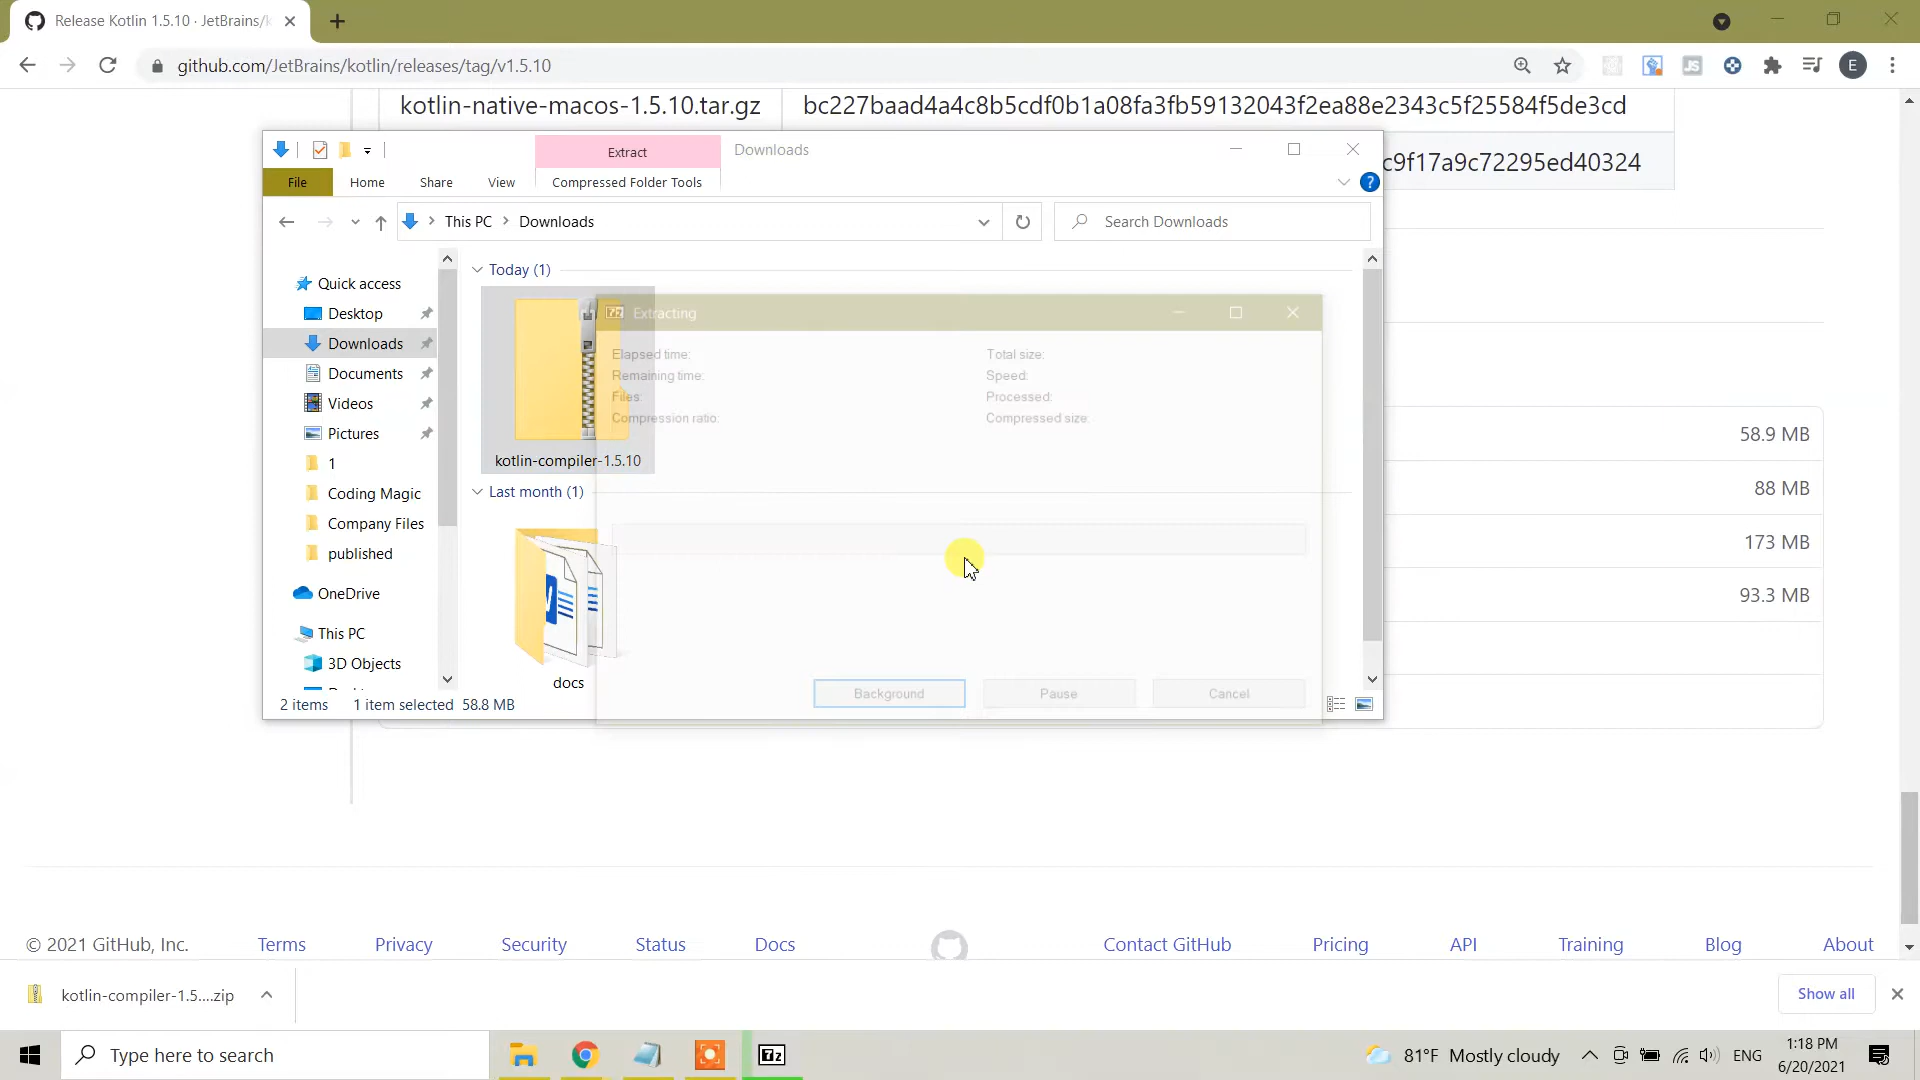 Release Kotlin 1.5.10 · JetBrains/k
github.com/JetBrains/kotlin/releases/tag/v1.5.10
E
kotlin-native-macos-1.5.10.tar.gz bc227baad4a4c8b5cdf0b1a08fa3fb59132043f2ea88e2343c5f25584f5de3cd
c9f17a9c72295ed40324
Extract Downloads
File Home Share View Compressed Folder Tools
This PC Downloads Search Downloads
Quick access
Desktop
Downloads
Documents
Videos
Pictures
1
Coding Magic
Company Files
published
OneDrive
This PC
3D Objects
Today (1)
kotlin-compiler-1.5.10
Last month (1)
docs
2 items 1 item selected 58.8 MB
7z Extracting
Elapsed time: Total size:
Remaining time: Speed:
Files: Processed:
Compression ratio: Compressed size:
Background Pause Cancel
58.9 MB
88 MB
173 MB
93.3 MB
© 2021 GitHub, Inc. Terms Privacy Security Status Docs Contact GitHub Pricing API Training Blog About
kotlin-compiler-1.5....zip Show all
Type here to search 7z 81°F Mostly cloudy ENG 1:18 PM
6/20/2021